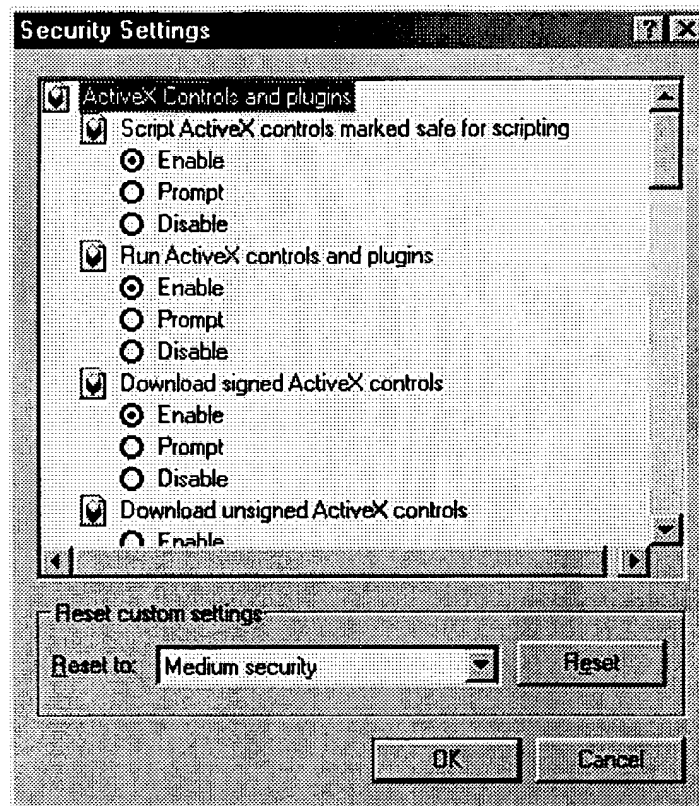 Security Settings
ActiveX Controls and plugins
Script ActiveX controls marked safe for scripting
Enable
Prompt
Disable
Run ActiveX controls and plugins
Enable
Prompt
Disable
Download signed ActiveX controls
Enable
Prompt
Disable
Download unsigned ActiveX controls
Enable
Reset custom settings
Reset to: Medium security Reset
OK Cancel